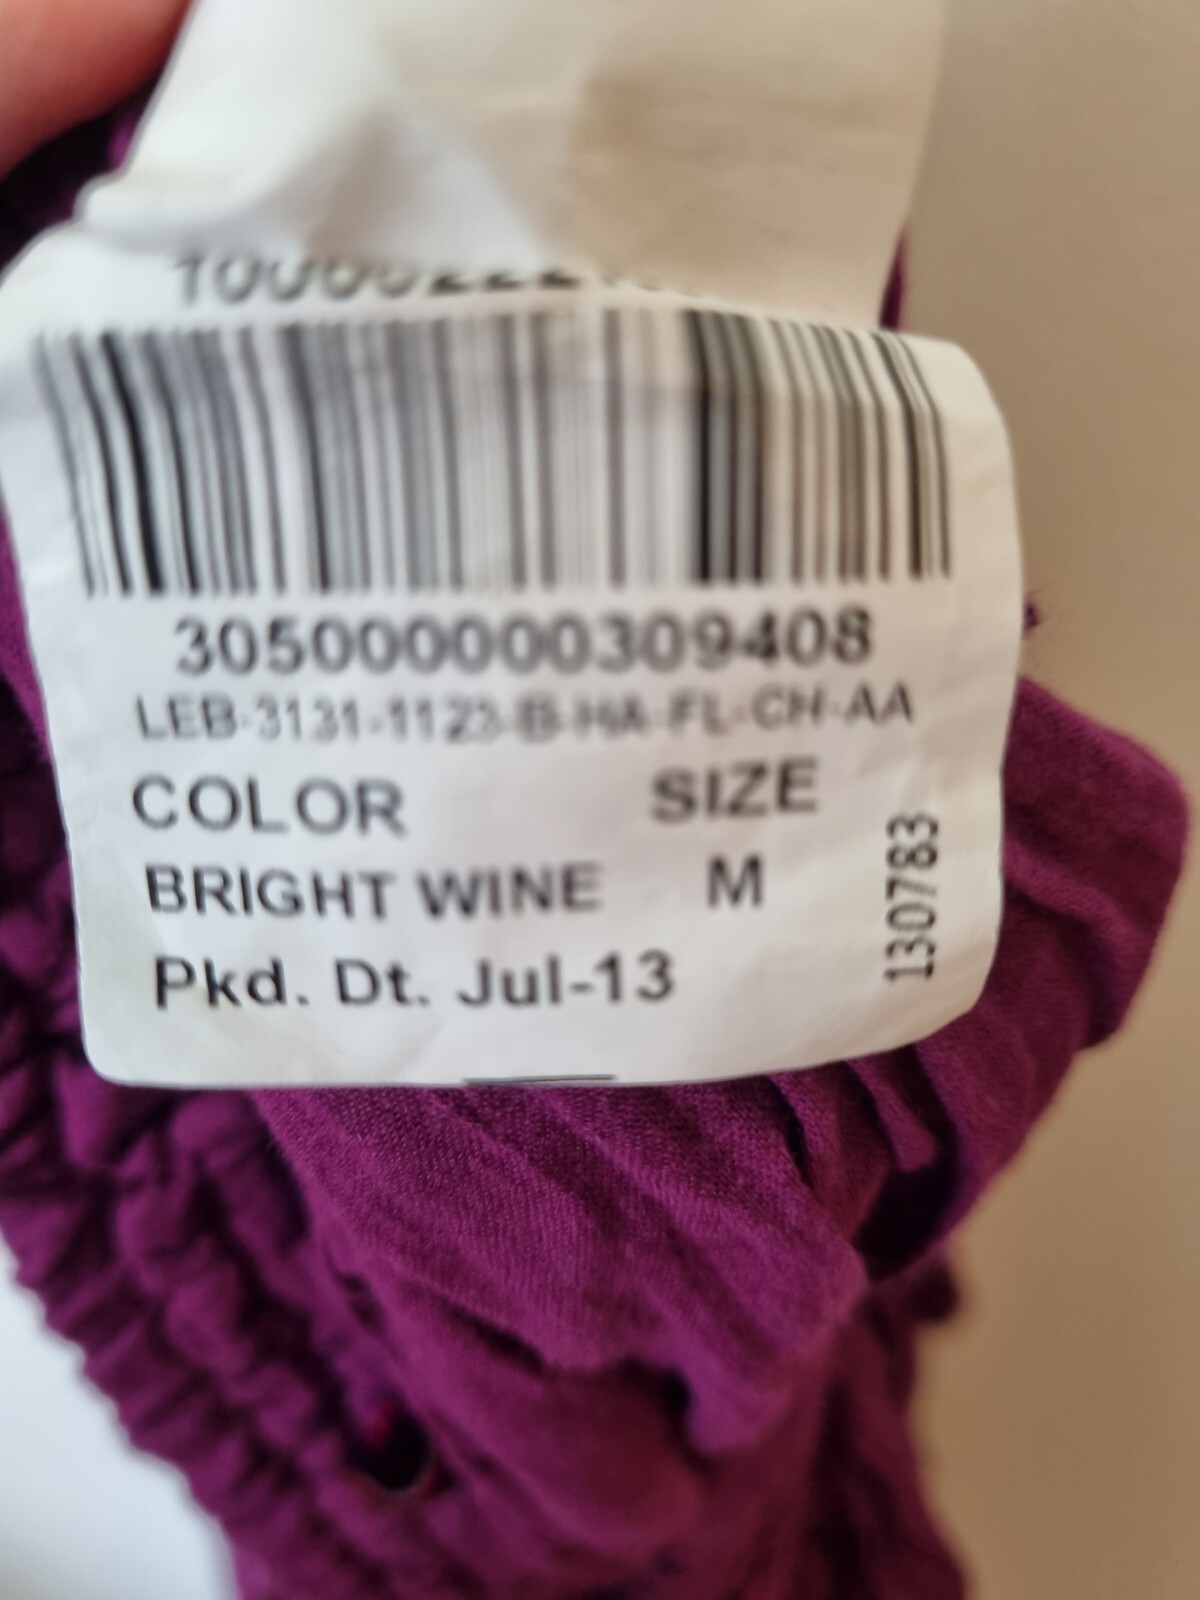 305000000309408
LEB-3131-1123-B-HA-FL-CH-AA
COLOR SIZE
BRIGHT WINE M
Pkd. Dt. Jul-13
130783